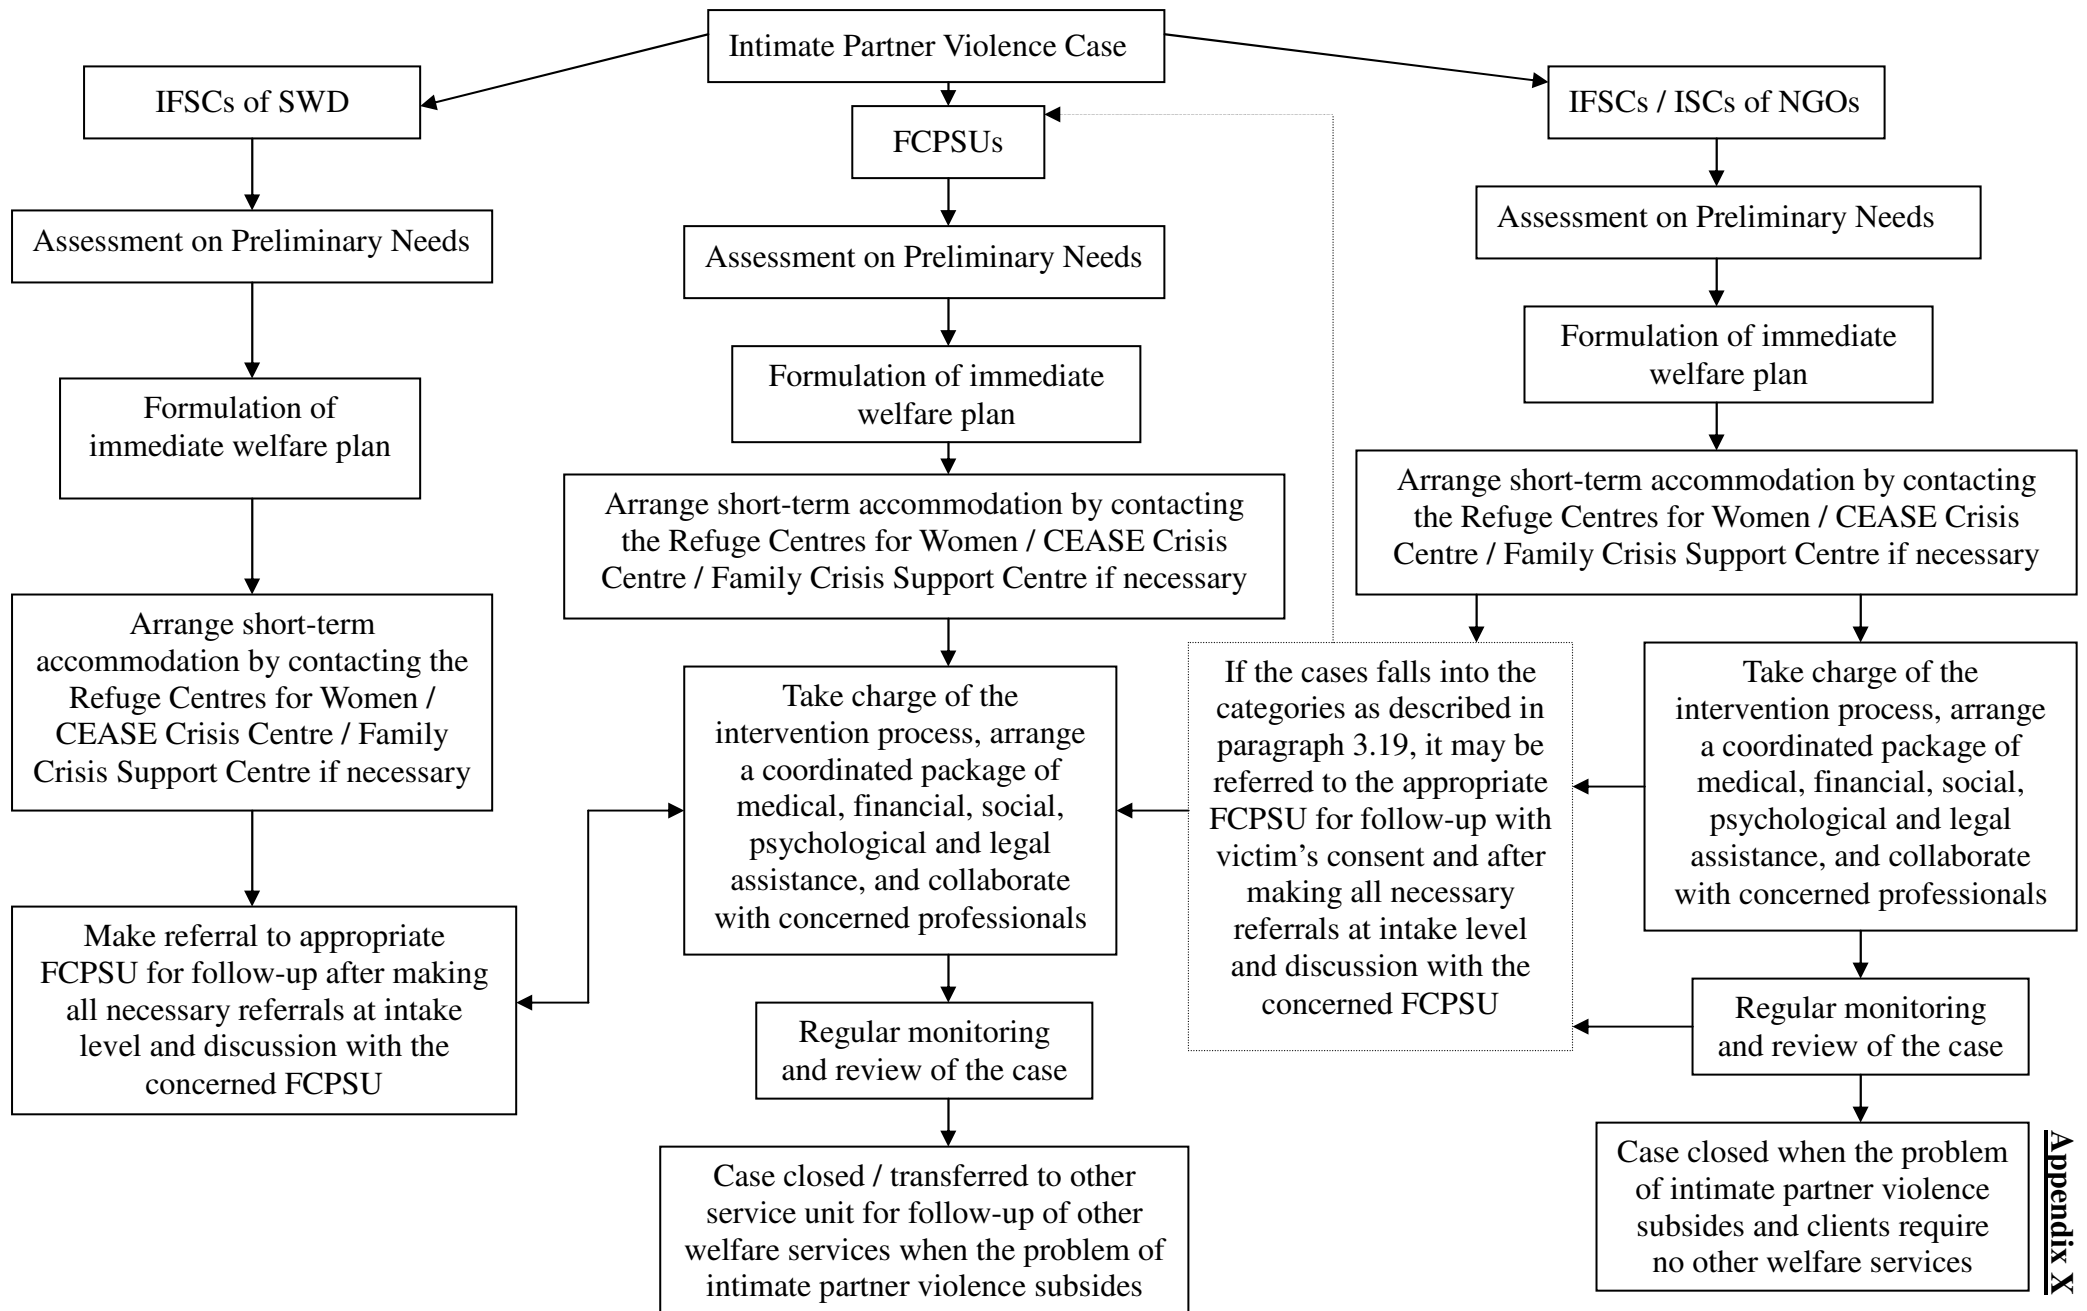 Intimate Partner Violence Case
IFSCs of SWD
Assessment on Preliminary Needs
Formulation of
immediate welfare plan
Arrange short-term
accommodation by contacting the
Refuge Centres for Women /
CEASE Crisis Centre / Family
Crisis Support Centre if necessary
Make referral to appropriate
FCPSU for follow-up after making
all necessary referrals at intake
level and discussion with the
concerned FCPSU
FCPSUs
Assessment on Preliminary Needs
Formulation of immediate
welfare plan
Arrange short-term accommodation by contacting
the Refuge Centres for Women / CEASE Crisis
Centre / Family Crisis Support Centre if necessary
Take charge of the
intervention process, arrange
a coordinated package of
medical, financial, social,
psychological and legal
assistance, and collaborate
with concerned professionals
Regular monitoring
and review of the case
Case closed / transferred to other
service unit for follow-up of other
welfare services when the problem of
intimate partner violence subsides
IFSCs / ISCs of NGOs
Assessment on Preliminary Needs
Formulation of immediate
welfare plan
Arrange short-term accommodation by contacting
the Refuge Centres for Women / CEASE Crisis
Centre / Family Crisis Support Centre if necessary
If the cases falls into the
categories as described in
paragraph 3.19, it may be
referred to the appropriate
FCPSU for follow-up with
victim’s consent and after
making all necessary
referrals at intake level
and discussion with the
concerned FCPSU
Take charge of the
intervention process, arrange
a coordinated package of
medical, financial, social,
psychological and legal
assistance, and collaborate
with concerned professionals
Regular monitoring
and review of the case
Case closed when the problem
of intimate partner violence
subsides and clients require
no other welfare services
Appendix X